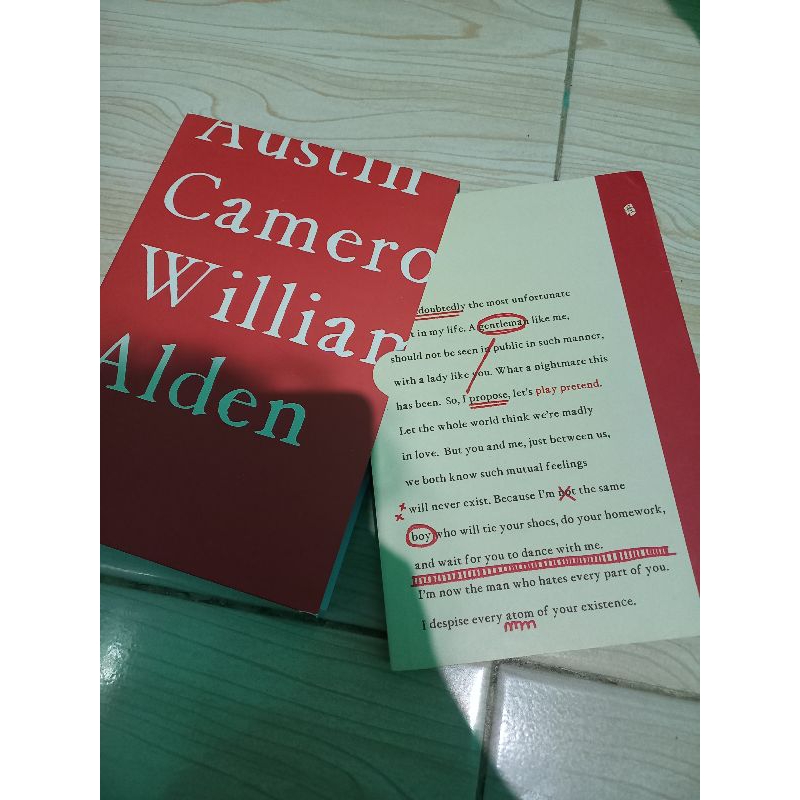 Austin
Camero
Willian
Alden
doubtedly the most unfortunate
t in my life. A gentleman like me,
should not be seen in public in such manner,
with a lady like you. What a nightmare this
has been. So, I propose, let's play pretend.
Let the whole world think we're madly
in love. But you and me, just between us,
we both know such mutual feelings
will never exist. Because I'm not the same
boy who will tie your shoes, do your homework,
and wait for you to dance with me.
I'm now the man who hates every part of you.
I despise every atom of your existence.